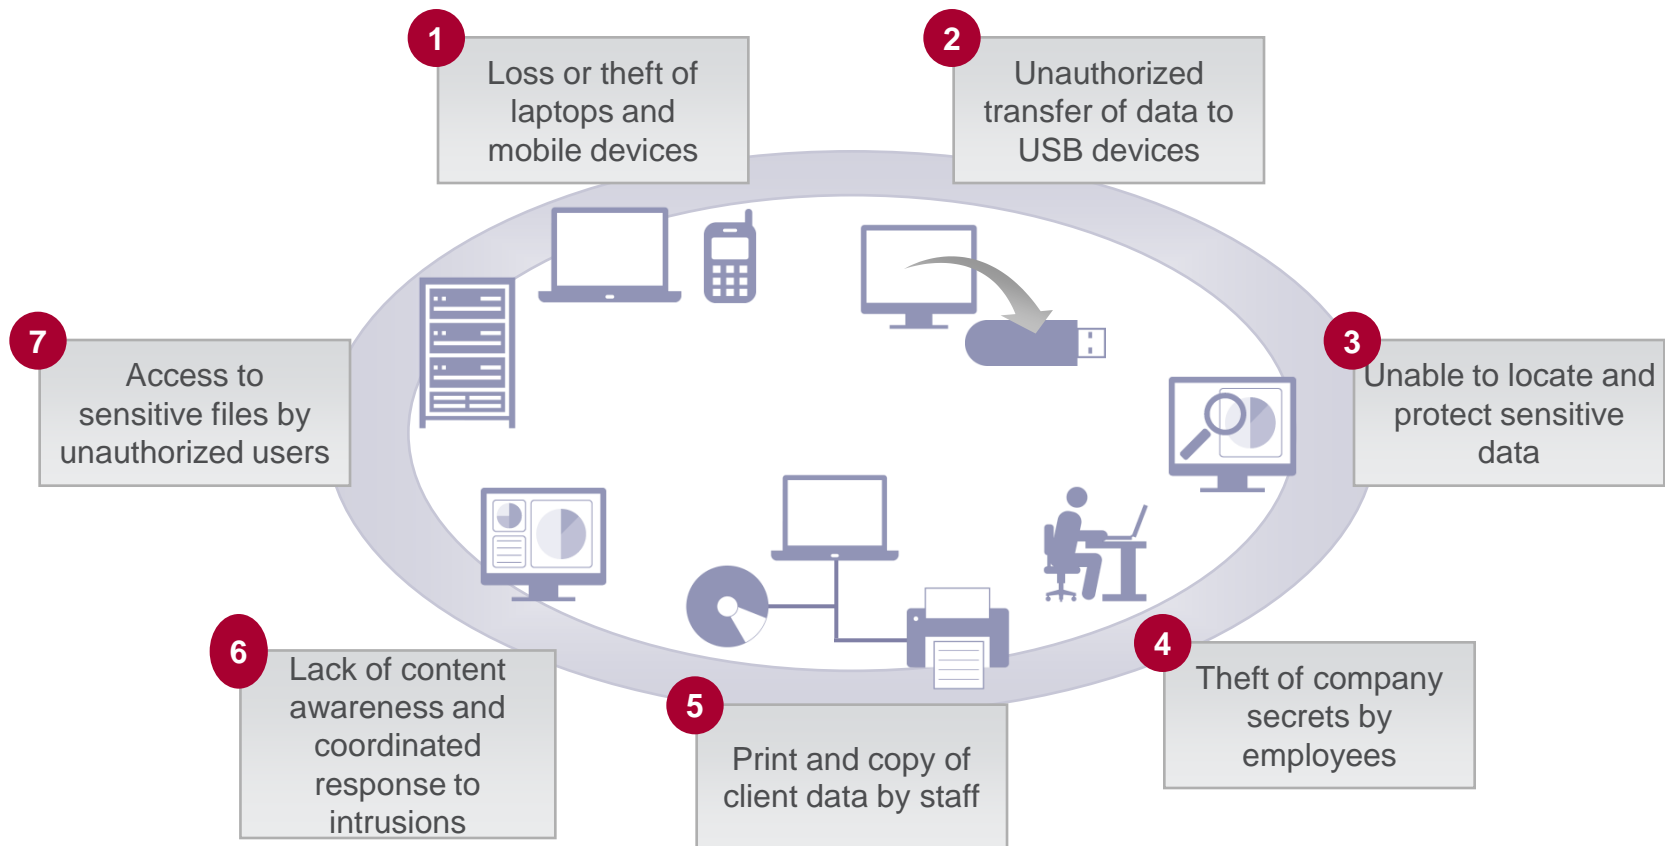 1
Loss or theft of
laptops and
mobile devices
2
Unauthorized
transfer of data to
USB devices
3
Unable to locate and
protect sensitive
data
4
Theft of company
secrets by
employees
5
Print and copy of
client data by staff
6
Lack of content
awareness and
coordinated
response to
intrusions
7
Access to
sensitive files by
unauthorized users